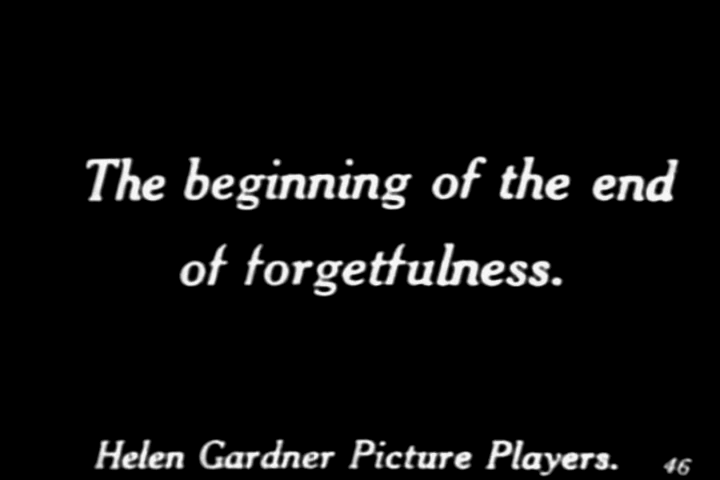 The beginning of the end
of forgetfulness.
Helen Gardner Picture Players. 46